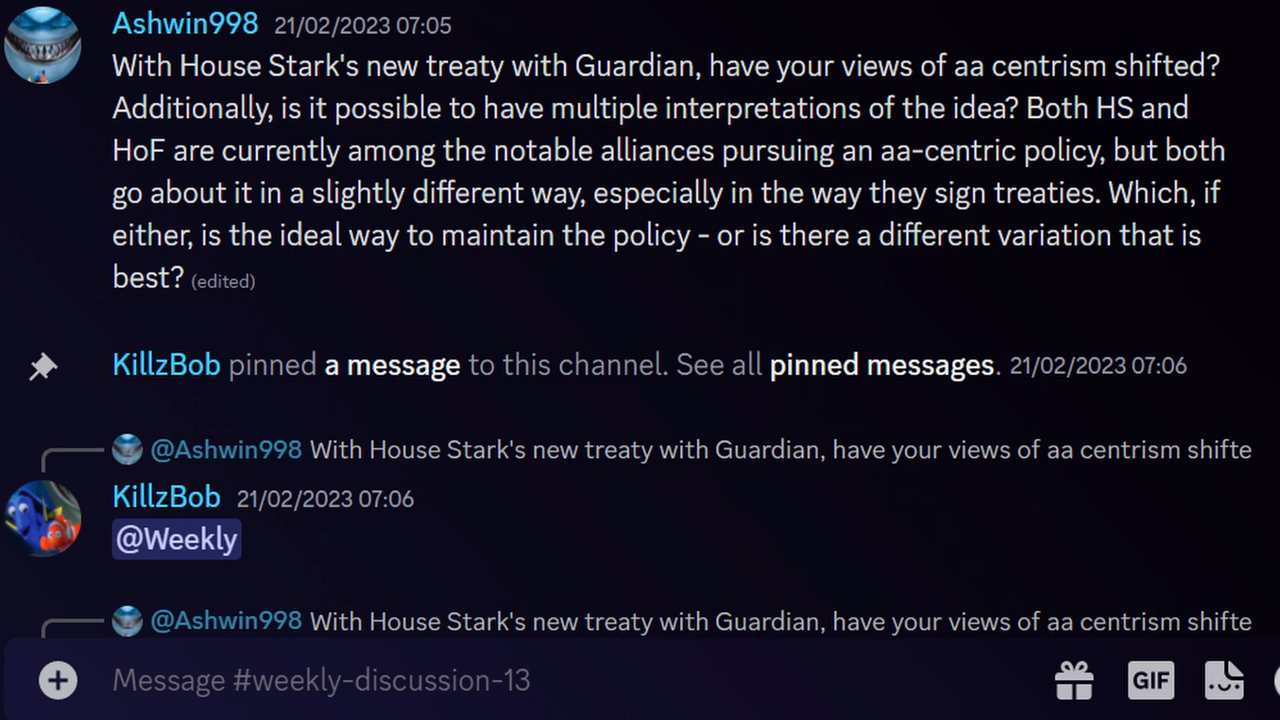 Ashwin998 21/02/2023 07:05
With House Stark's new treaty with Guardian, have your views of aa centrism shifted?
Additionally, is it possible to have multiple interpretations of the idea? Both HS and
HoF are currently among the notable alliances pursuing an aa-centric policy, but both
go about it in a slightly different way, especially in the way they sign treaties. Which, if
either, is the ideal way to maintain the policy - or is there a different variation that is
best? (edited)
KillzBob pinned a message to this channel. See all pinned messages. 21/02/2023 07:06
@Ashwin998 With House Stark's new treaty with Guardian, have your views of aa centrism shifte
KillzBob 21/02/2023 07:06
@Weekly
@Ashwin998 With House Stark's new treaty with Guardian, have your views of aa centrism shifte
Message #weekly-discussion-13 GIF